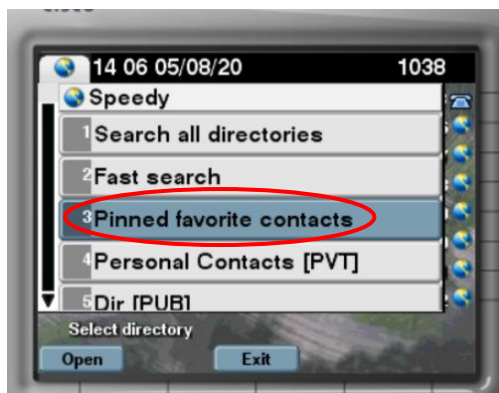 cisco
14 06 05/08/20 1038
Speedy
1 Search all directories
2 Fast search
3 Pinned favorite contacts
4 Personal Contacts [PVT]
5 Dir [PUB]
Select directory
Open Exit